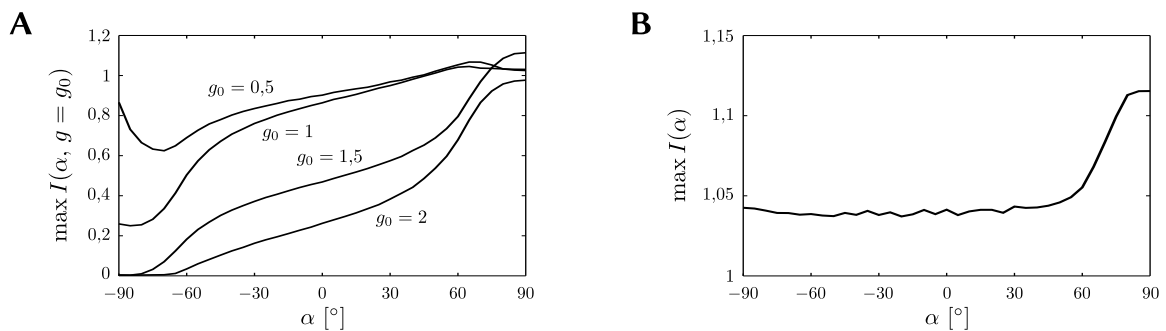 A
max I(α, g = g₀)
1,2
1
0,8
0,6
0,4
0,2
0
g₀ = 0,5
g₀ = 1
g₀ = 1,5
g₀ = 2
−90 −60 −30 0 30 60 90
α [°]
B
max I(α)
1,15
1,1
1,05
1
−90 −60 −30 0 30 60 90
α [°]